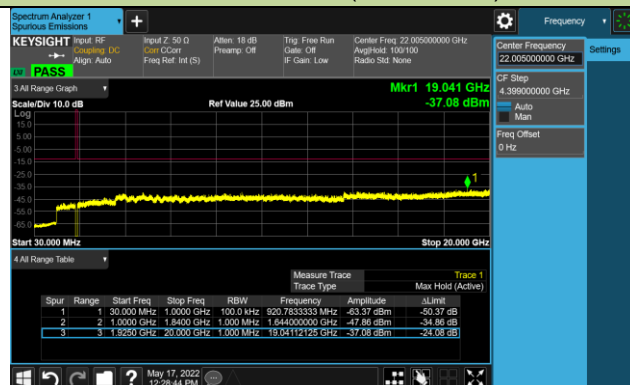 Spectrum Analyzer 1
Spurious Emissions
Frequency
KEYSIGHT
Input: RF
Coupling: DC
Align: Auto
Input Z: 50 Ω
Corr CCorr
Freq Ref: Int (S)
Atten: 18 dB
Preamp: Off
Trig: Free Run
Gate: Off
IF Gain: Low
Center Freq: 22.005000000 GHz
Avg|Hold: 100/100
Radio Std: None
LXI PASS
3 All Range Graph
Mkr1 19.041 GHz
Scale/Div 10.0 dB
Ref Value 25.00 dBm
-37.08 dBm
Log
15.0
5.00
-5.00
-15.0
-25.0
-35.0
-45.0
-55.0
-65.0
1
Start 30.000 MHz
Stop 20.000 GHz
4 All Range Table
Measure Trace Trace 1
Trace Type Max Hold (Active)
Spur Range Start Freq Stop Freq RBW Frequency Amplitude ΔLimit
1 1 30.000 MHz 1.0000 GHz 100.0 kHz 920.7833333 MHz -63.37 dBm -50.37 dB
2 2 1.0000 GHz 1.8400 GHz 1.000 MHz 1.644000000 GHz -47.86 dBm -34.86 dB
3 3 1.9250 GHz 20.000 GHz 1.000 MHz 19.04112125 GHz -37.08 dBm -24.08 dB
May 17, 2022
12:28:44 PM
Center Frequency
22.005000000 GHz
Settings
CF Step
4.399000000 GHz
Auto
Man
Freq Offset
0 Hz